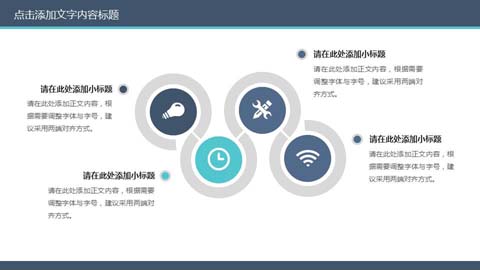 点击添加文字内容标题
请在此处添加小标题
请在此处添加正文内容，根
据需要调整字体与字号，建
议采用两端对齐方式。
请在此处添加小标题
请在此处添加正文内容，根据需要
调整字体与字号，建议采用两端对
齐方式。
请在此处添加小标题
请在此处添加正文内容，根据需要
调整字体与字号，建议采用两端
对齐方式。
请在此处添加小标题
请在此处添加正文内容，根
据需要调整字体与字号，建
议采用两端对齐方式。